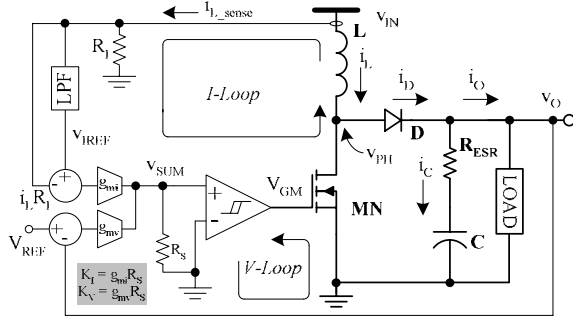 i_L_sense
V_IN
L
R_I
LPF
I-Loop
i_L
i_D
i_O
V_O
D
V_IREF
V_PH
R_ESR
V_SUM
i_C
g_mi
V_GM
i_L R_I
MN
LOAD
V_REF
g_mv
R_S
C
K_I = g_mi R_S
K_V = g_mv R_S
V-Loop